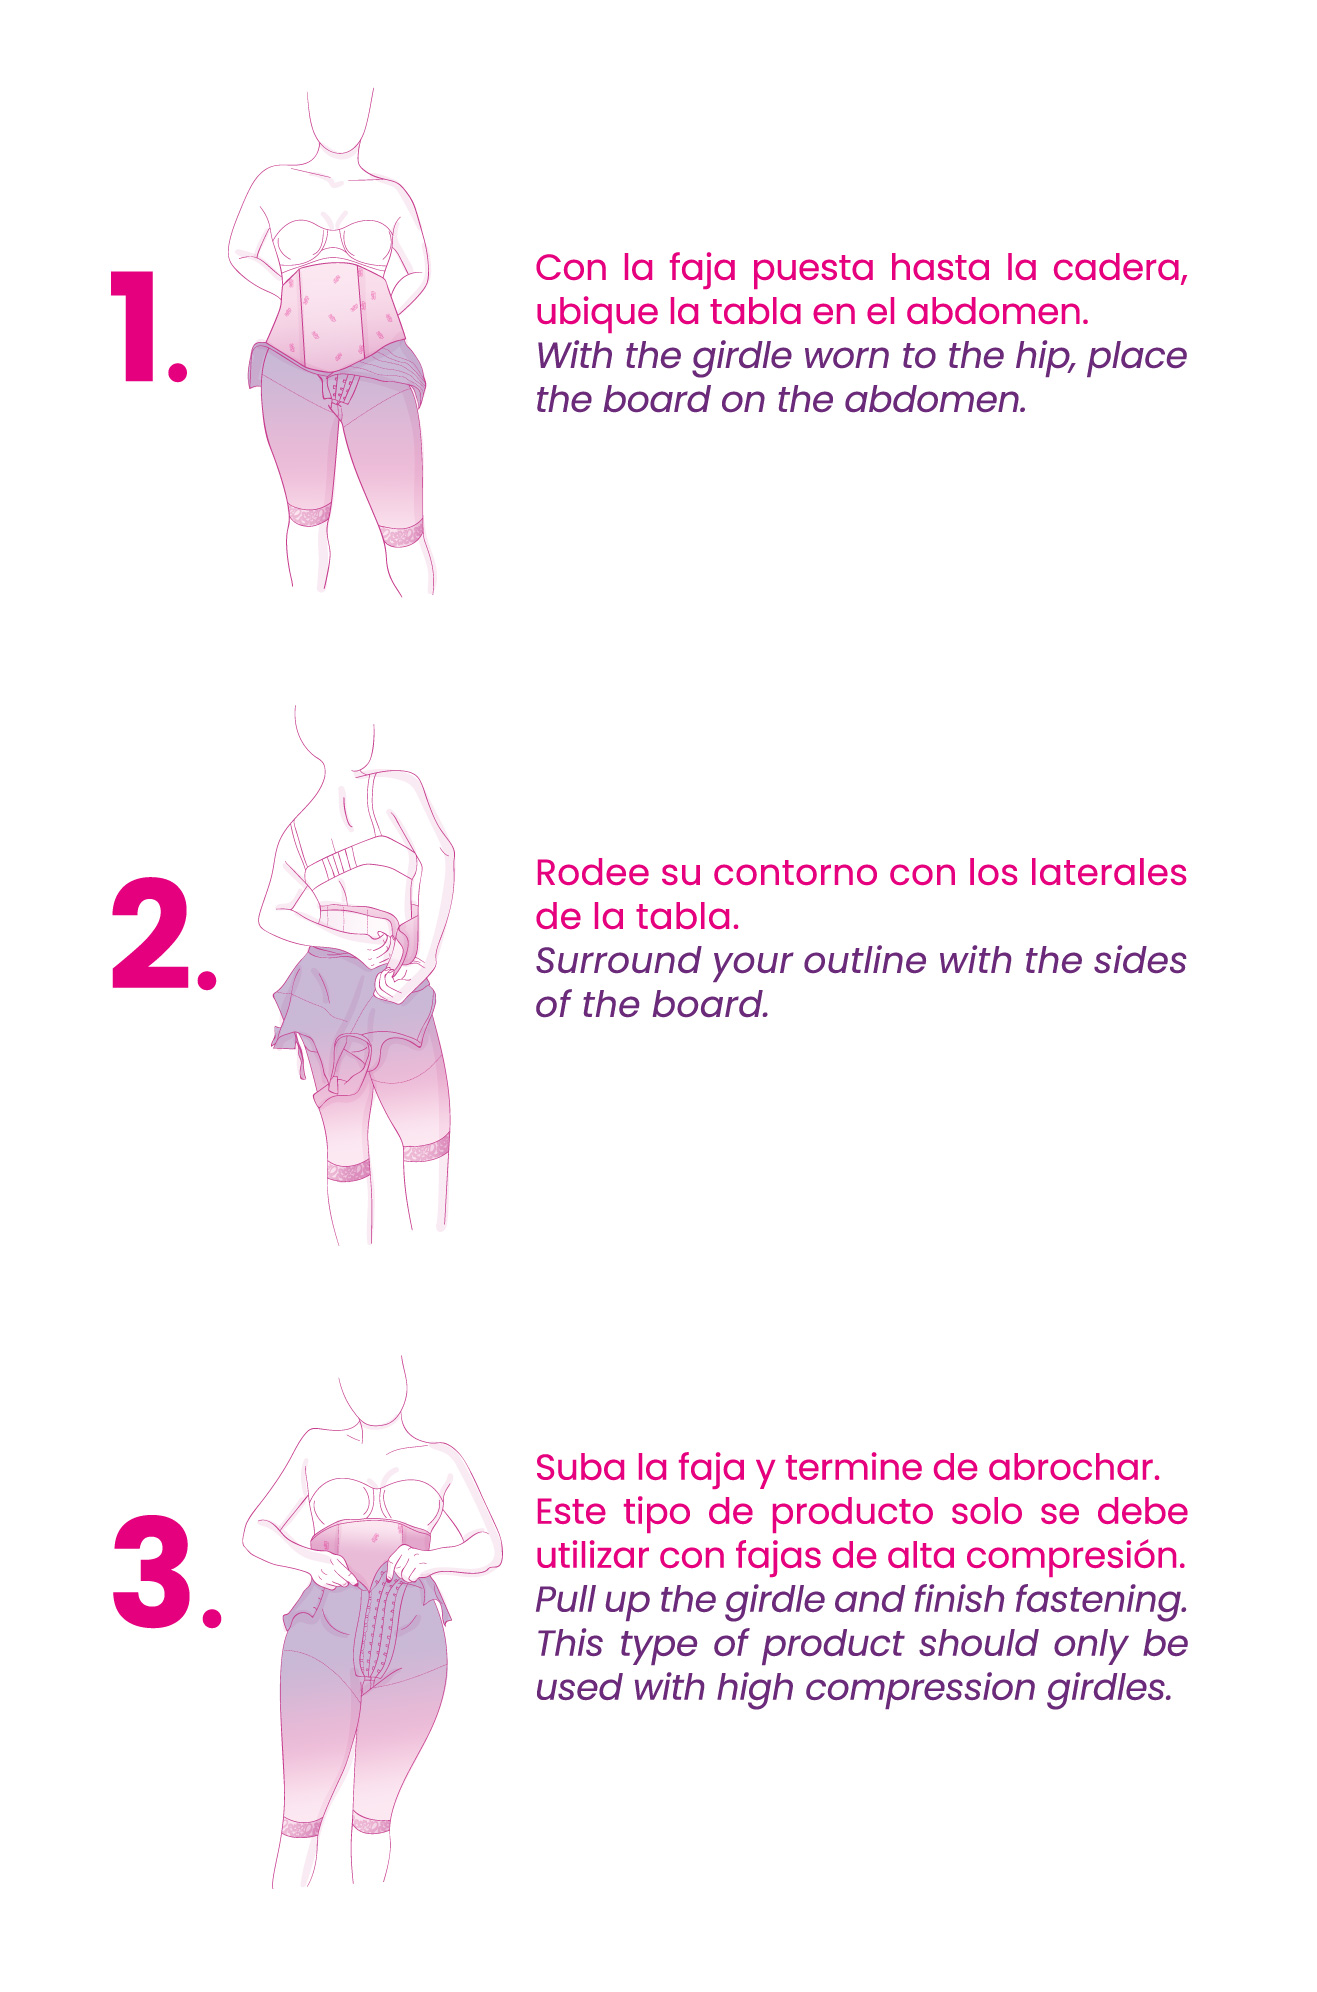 1.
Con la faja puesta hasta la cadera,
ubique la tabla en el abdomen.
With the girdle worn to the hip, place
the board on the abdomen.
2.
Rodee su contorno con los laterales
de la tabla.
Surround your outline with the sides
of the board.
3.
Suba la faja y termine de abrochar.
Este tipo de producto solo se debe
utilizar con fajas de alta compresión.
Pull up the girdle and finish fastening.
This type of product should only be
used with high compression girdles.